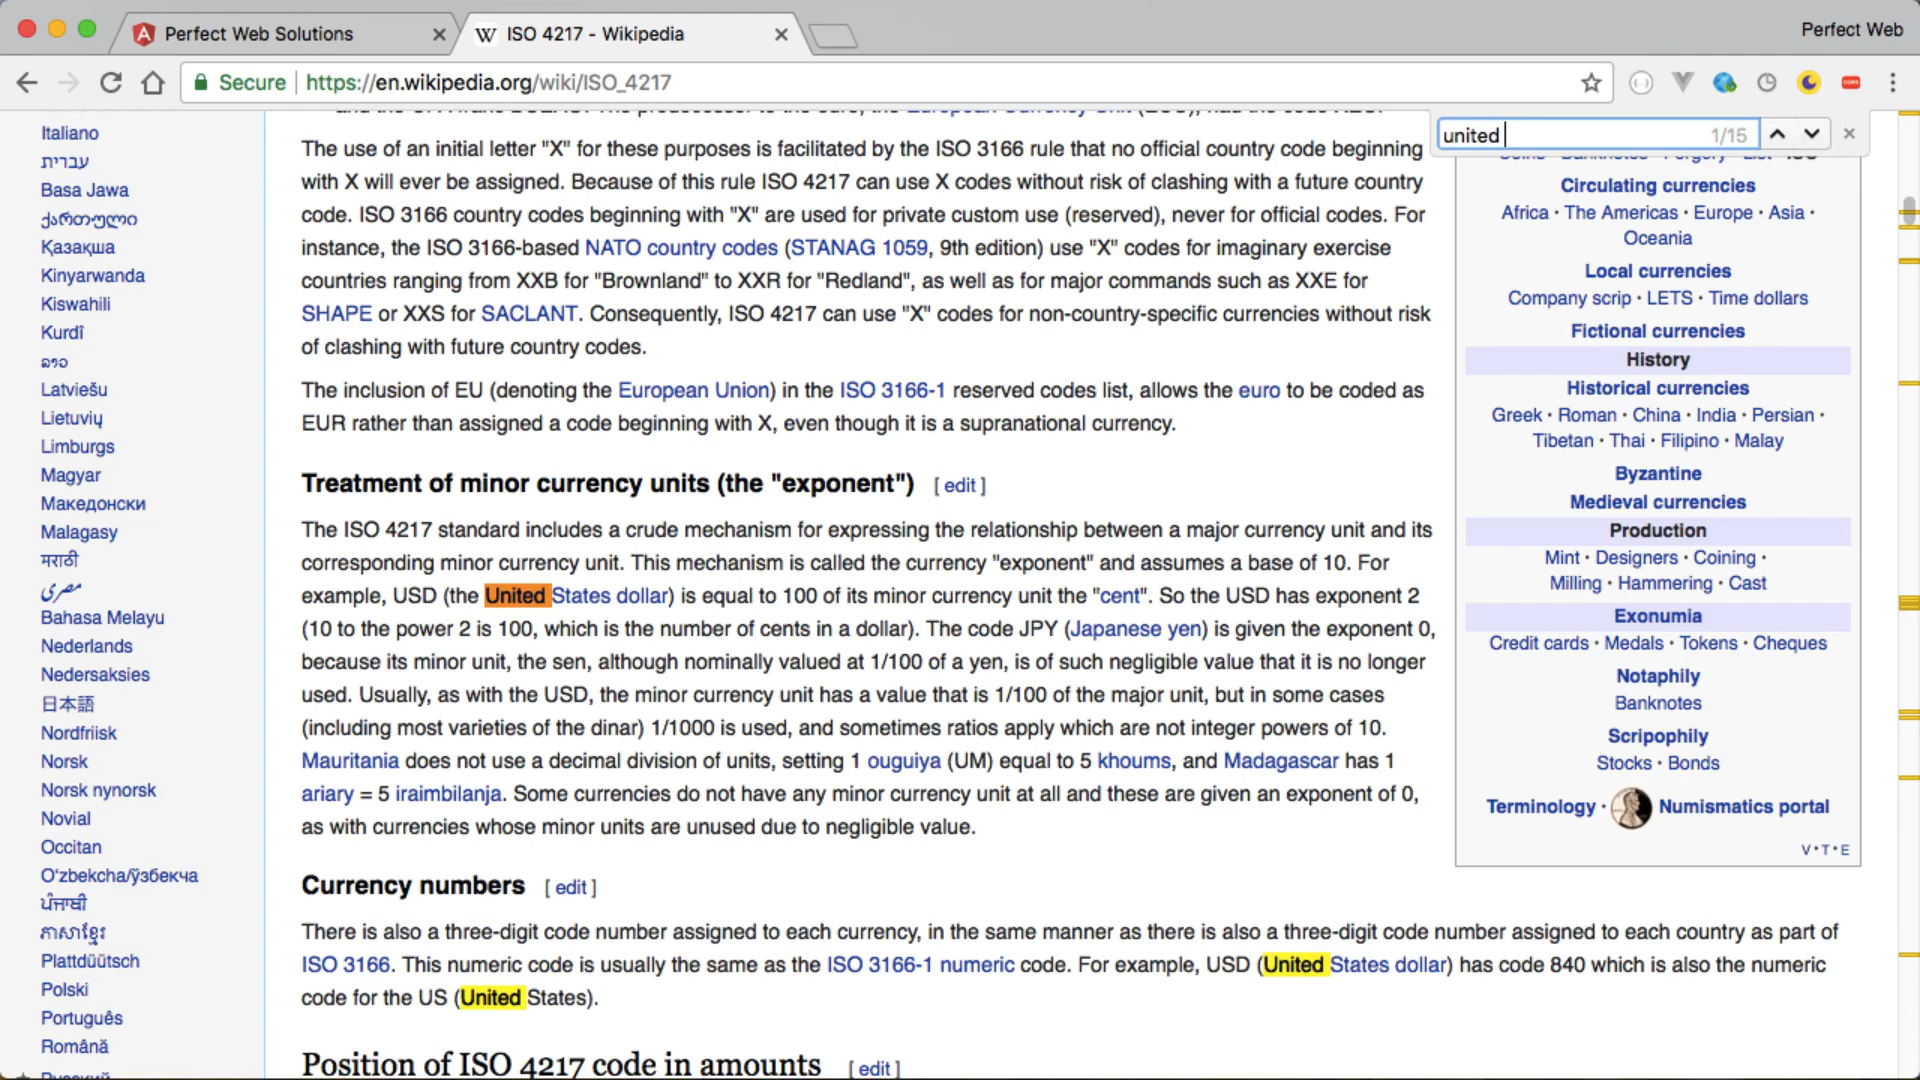 Perfect Web Solutions
W ISO 4217 - Wikipedia
Perfect Web
Secure | https://en.wikipedia.org/wiki/ISO_4217
united
1/15
Italiano
עברית
Basa Jawa
ქართული
Қазақша
Kinyarwanda
Kiswahili
Kurdî
ລາວ
Latviešu
Lietuvių
Limburgs
Magyar
Македонски
Malagasy
मराठी
مصرى
Bahasa Melayu
Nederlands
Nedersaksies
日本語
Nordfriisk
Norsk
Norsk nynorsk
Novial
Occitan
Oʻzbekcha/ўзбекча
ਪੰਜਾਬੀ
ភាសាខ្មែរ
Plattdüütsch
Polski
Português
Română
Русский
The use of an initial letter "X" for these purposes is facilitated by the ISO 3166 rule that no official country code beginning
with X will ever be assigned. Because of this rule ISO 4217 can use X codes without risk of clashing with a future country
code. ISO 3166 country codes beginning with "X" are used for private custom use (reserved), never for official codes. For
instance, the ISO 3166-based NATO country codes (STANAG 1059, 9th edition) use "X" codes for imaginary exercise
countries ranging from XXB for "Brownland" to XXR for "Redland", as well as for major commands such as XXE for
SHAPE or XXS for SACLANT. Consequently, ISO 4217 can use "X" codes for non-country-specific currencies without risk
of clashing with future country codes.
The inclusion of EU (denoting the European Union) in the ISO 3166-1 reserved codes list, allows the euro to be coded as
EUR rather than assigned a code beginning with X, even though it is a supranational currency.
Treatment of minor currency units (the "exponent") [ edit ]
The ISO 4217 standard includes a crude mechanism for expressing the relationship between a major currency unit and its
corresponding minor currency unit. This mechanism is called the currency "exponent" and assumes a base of 10. For
example, USD (the United States dollar) is equal to 100 of its minor currency unit the "cent". So the USD has exponent 2
(10 to the power 2 is 100, which is the number of cents in a dollar). The code JPY (Japanese yen) is given the exponent 0,
because its minor unit, the sen, although nominally valued at 1/100 of a yen, is of such negligible value that it is no longer
used. Usually, as with the USD, the minor currency unit has a value that is 1/100 of the major unit, but in some cases
(including most varieties of the dinar) 1/1000 is used, and sometimes ratios apply which are not integer powers of 10.
Mauritania does not use a decimal division of units, setting 1 ouguiya (UM) equal to 5 khoums, and Madagascar has 1
ariary = 5 iraimbilanja. Some currencies do not have any minor currency unit at all and these are given an exponent of 0,
as with currencies whose minor units are unused due to negligible value.
Currency numbers [ edit ]
There is also a three-digit code number assigned to each currency, in the same manner as there is also a three-digit code number assigned to each country as part of
ISO 3166. This numeric code is usually the same as the ISO 3166-1 numeric code. For example, USD (United States dollar) has code 840 which is also the numeric
code for the US (United States).
Position of ISO 4217 code in amounts [ edit ]
Circulating currencies
Africa · The Americas · Europe · Asia ·
Oceania
Local currencies
Company scrip · LETS · Time dollars
Fictional currencies
History
Historical currencies
Greek · Roman · China · India · Persian ·
Tibetan · Thai · Filipino · Malay
Byzantine
Medieval currencies
Production
Mint · Designers · Coining ·
Milling · Hammering · Cast
Exonumia
Credit cards · Medals · Tokens · Cheques
Notaphily
Banknotes
Scripophily
Stocks · Bonds
Terminology · Numismatics portal
V · T · E